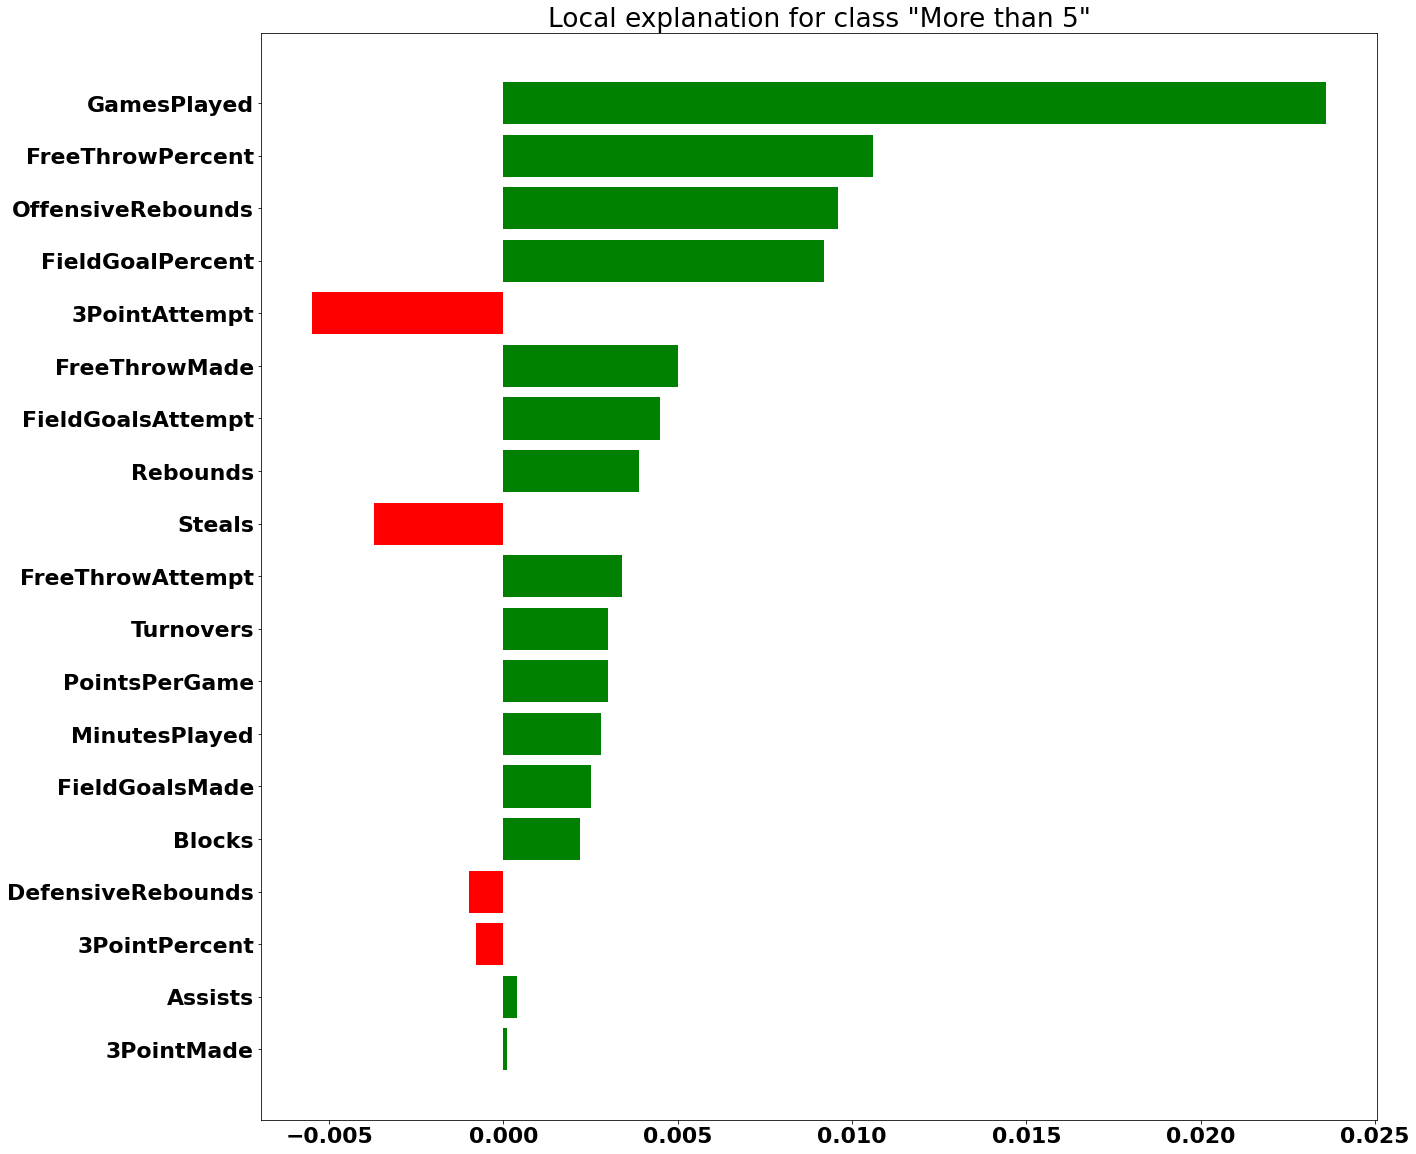 Local explanation for class "More than 5"
GamesPlayed
FreeThrowPercent
OffensiveRebounds
FieldGoalPercent
3PointAttempt
FreeThrowMade
FieldGoalsAttempt
Rebounds
Steals
FreeThrowAttempt
Turnovers
PointsPerGame
MinutesPlayed
FieldGoalsMade
Blocks
DefensiveRebounds
3PointPercent
Assists
3PointMade
−0.005 0.000 0.005 0.010 0.015 0.020 0.025